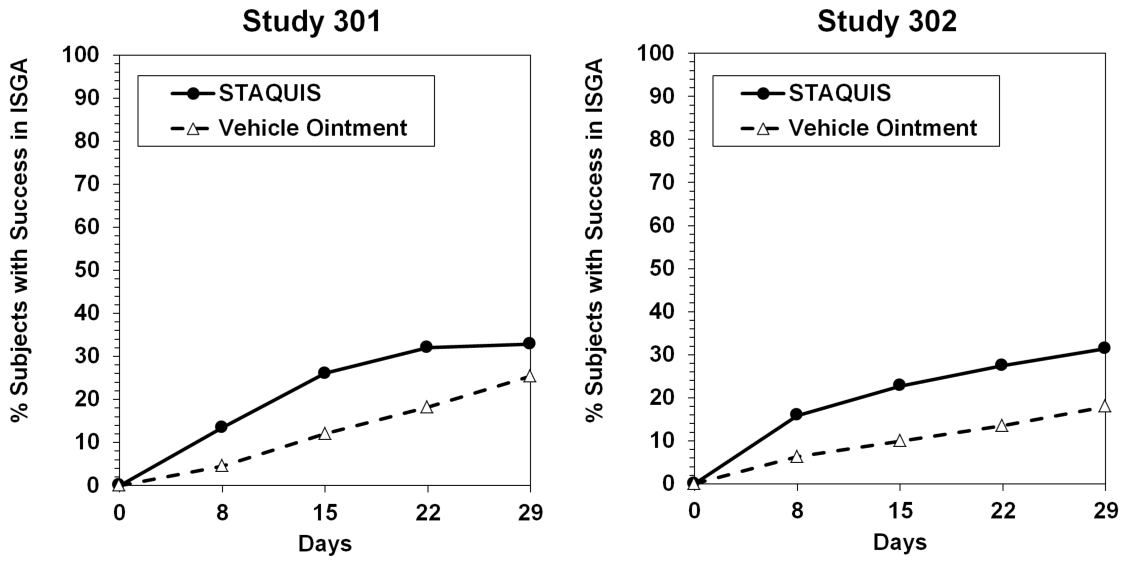 Study 301
% Subjects with Success in ISGA
100
90
80
70
60
50
40
30
20
10
0
STAQUIS
Vehicle Ointment
0 8 15 22 29
Days
Study 302
% Subjects with Success in ISGA
100
90
80
70
60
50
40
30
20
10
0
STAQUIS
Vehicle Ointment
0 8 15 22 29
Days